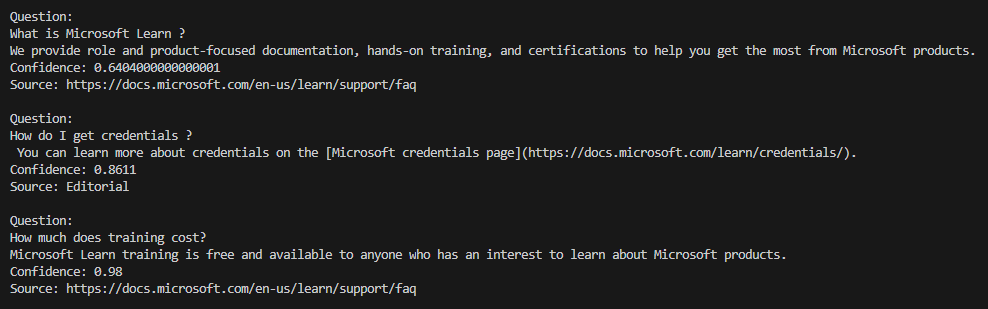 Question:
What is Microsoft Learn ?
We provide role and product-focused documentation, hands-on training, and certifications to help you get the most from Microsoft products.
Confidence: 0.6404000000000001
Source: https://docs.microsoft.com/en-us/learn/support/faq

Question:
How do I get credentials ?
 You can learn more about credentials on the [Microsoft credentials page](https://docs.microsoft.com/learn/credentials/).
Confidence: 0.8611
Source: Editorial

Question:
How much does training cost?
Microsoft Learn training is free and available to anyone who has an interest to learn about Microsoft products.
Confidence: 0.98
Source: https://docs.microsoft.com/en-us/learn/support/faq